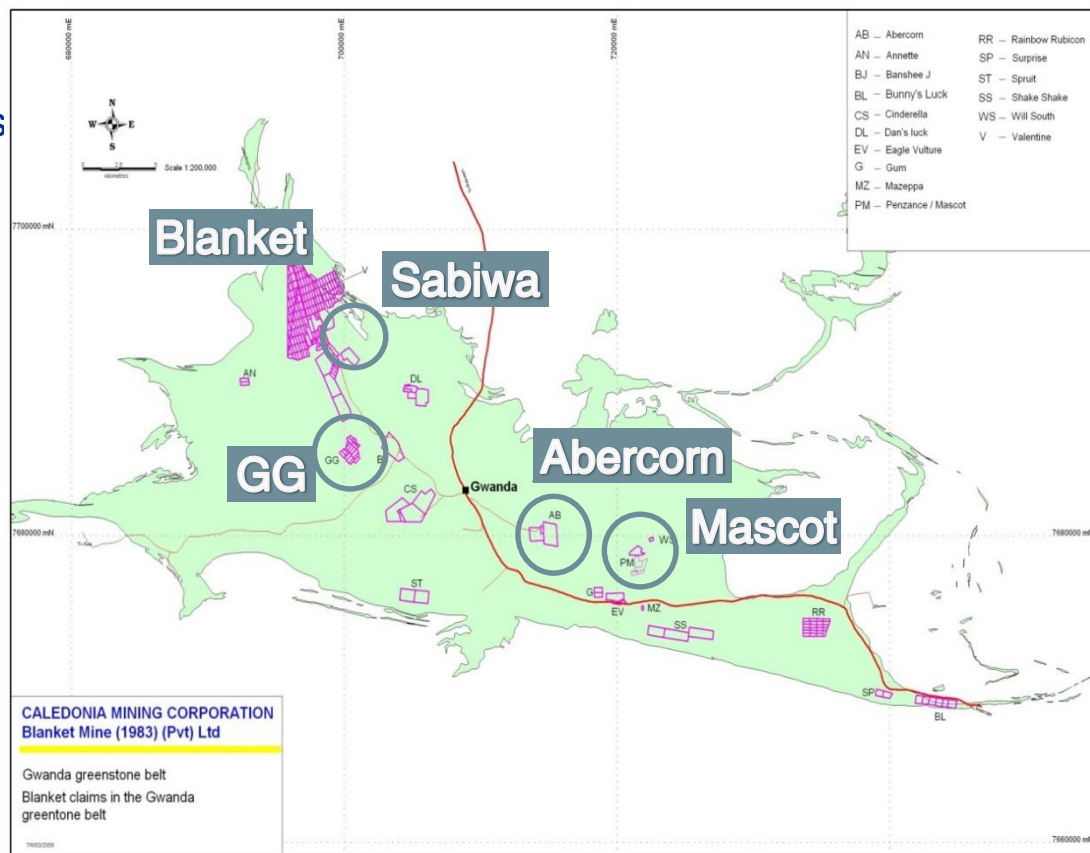 680000 mE
700000 mE
720000 mE
AB – Abercorn
AN – Annette
BJ – Banshee J
BL – Bunny's Luck
CS – Cinderella
DL – Dan's luck
EV – Eagle Vulture
G – Gum
MZ – Mazeppa
PM – Penzance / Mascot
RR – Rainbow Rubicon
SP – Surprise
ST – Spruit
SS – Shake Shake
WS – Will South
V – Valentine
s
N
W E
S
Scale 1:200,000
kilometres
7700000 mN
Blanket
V
Sabiwa
AN
DL
GG
GG
B
CS
Gwanda
Abercorn
AB
Mascot
WS
PM
7680000 mN
ST
G
EV
MZ
SS
RR
SP
BL
CALEDONIA MINING CORPORATION
Blanket Mine (1983) (Pvt) Ltd
Gwanda greenstone belt
Blanket claims in the Gwanda
greentone belt
7660000 mN